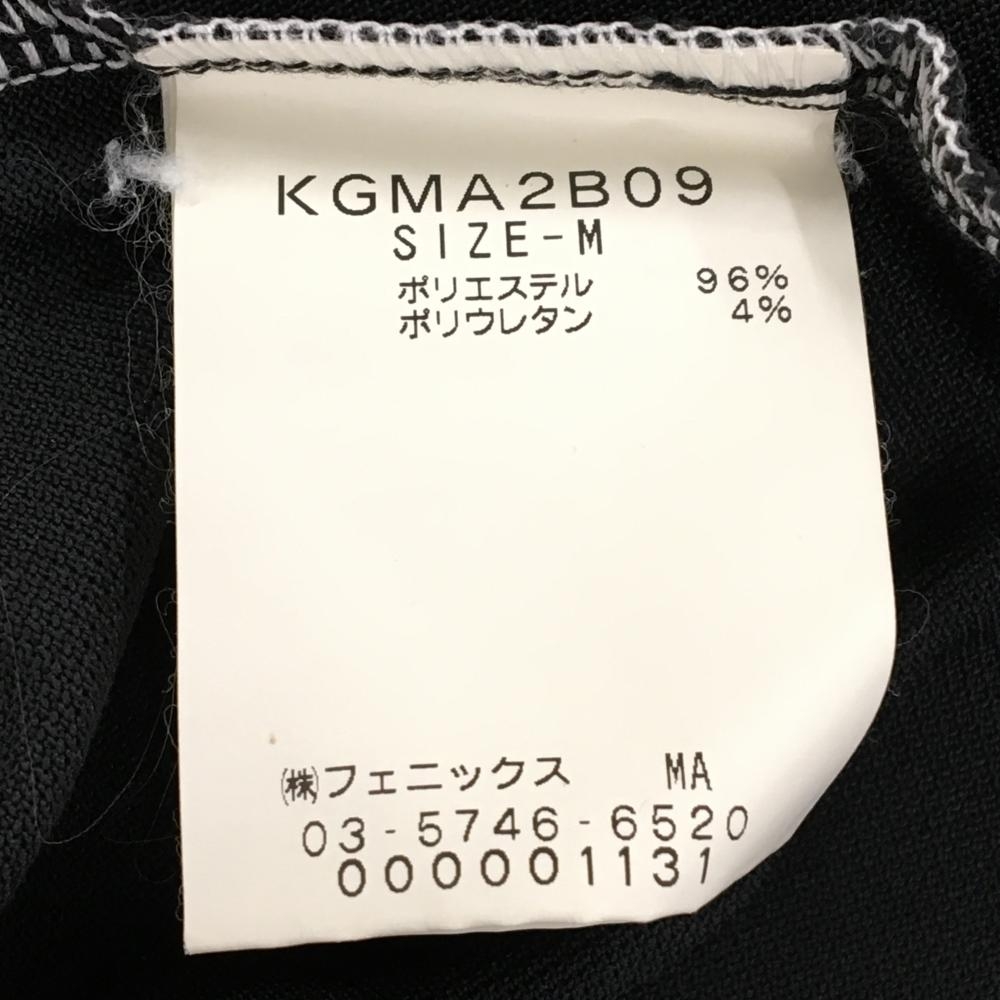 KGMA2B09
SIZE-M
ポリエステル 96%
ポリウレタン 4%
㈱フェニックス MA
03-5746-6520
000001131